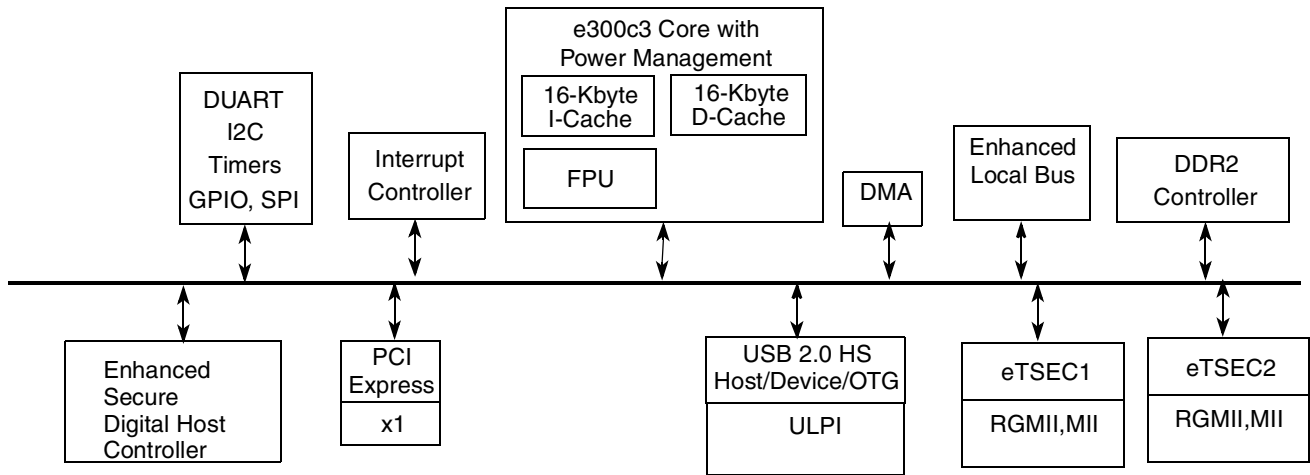 e300c3 Core with
Power Management
16-Kbyte
I-Cache
16-Kbyte
D-Cache
FPU
DUART
I2C
Timers
GPIO, SPI
Interrupt
Controller
DMA
Enhanced
Local Bus
DDR2
Controller
Enhanced
Secure
Digital Host
Controller
PCI
Express
x1
USB 2.0 HS
Host/Device/OTG
ULPI
eTSEC1
RGMII,MII
eTSEC2
RGMII,MII